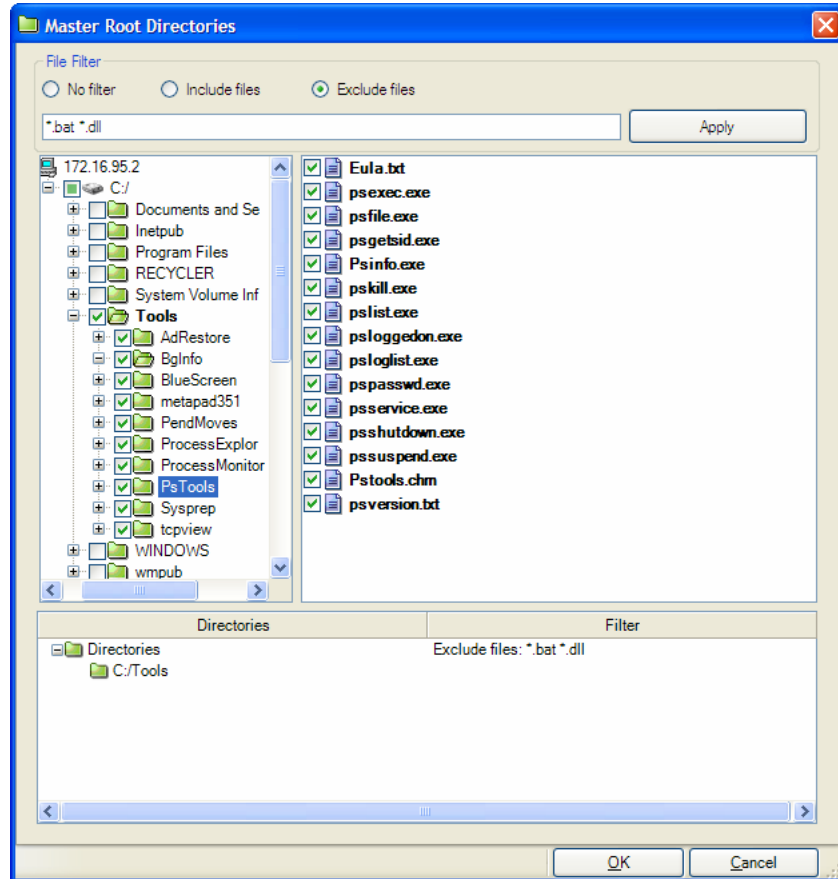 Master Root Directories
File Filter
No filter Include files Exclude files
*.bat *.dll Apply
172.16.95.2
C:/
Documents and Se
Inetpub
Program Files
RECYCLER
System Volume Inf
Tools
AdRestore
BgInfo
BlueScreen
metapad351
PendMoves
ProcessExplor
ProcessMonitor
PsTools
Sysprep
tcpview
WINDOWS
wmpub
Eula.txt
psexec.exe
psfile.exe
psgetsid.exe
Psinfo.exe
pskill.exe
pslist.exe
psloggedon.exe
psloglist.exe
pspasswd.exe
psservice.exe
psshutdown.exe
pssuspend.exe
Pstools.chm
psversion.txt
Directories Filter
Directories Exclude files: *.bat *.dll
C:/Tools
OK Cancel